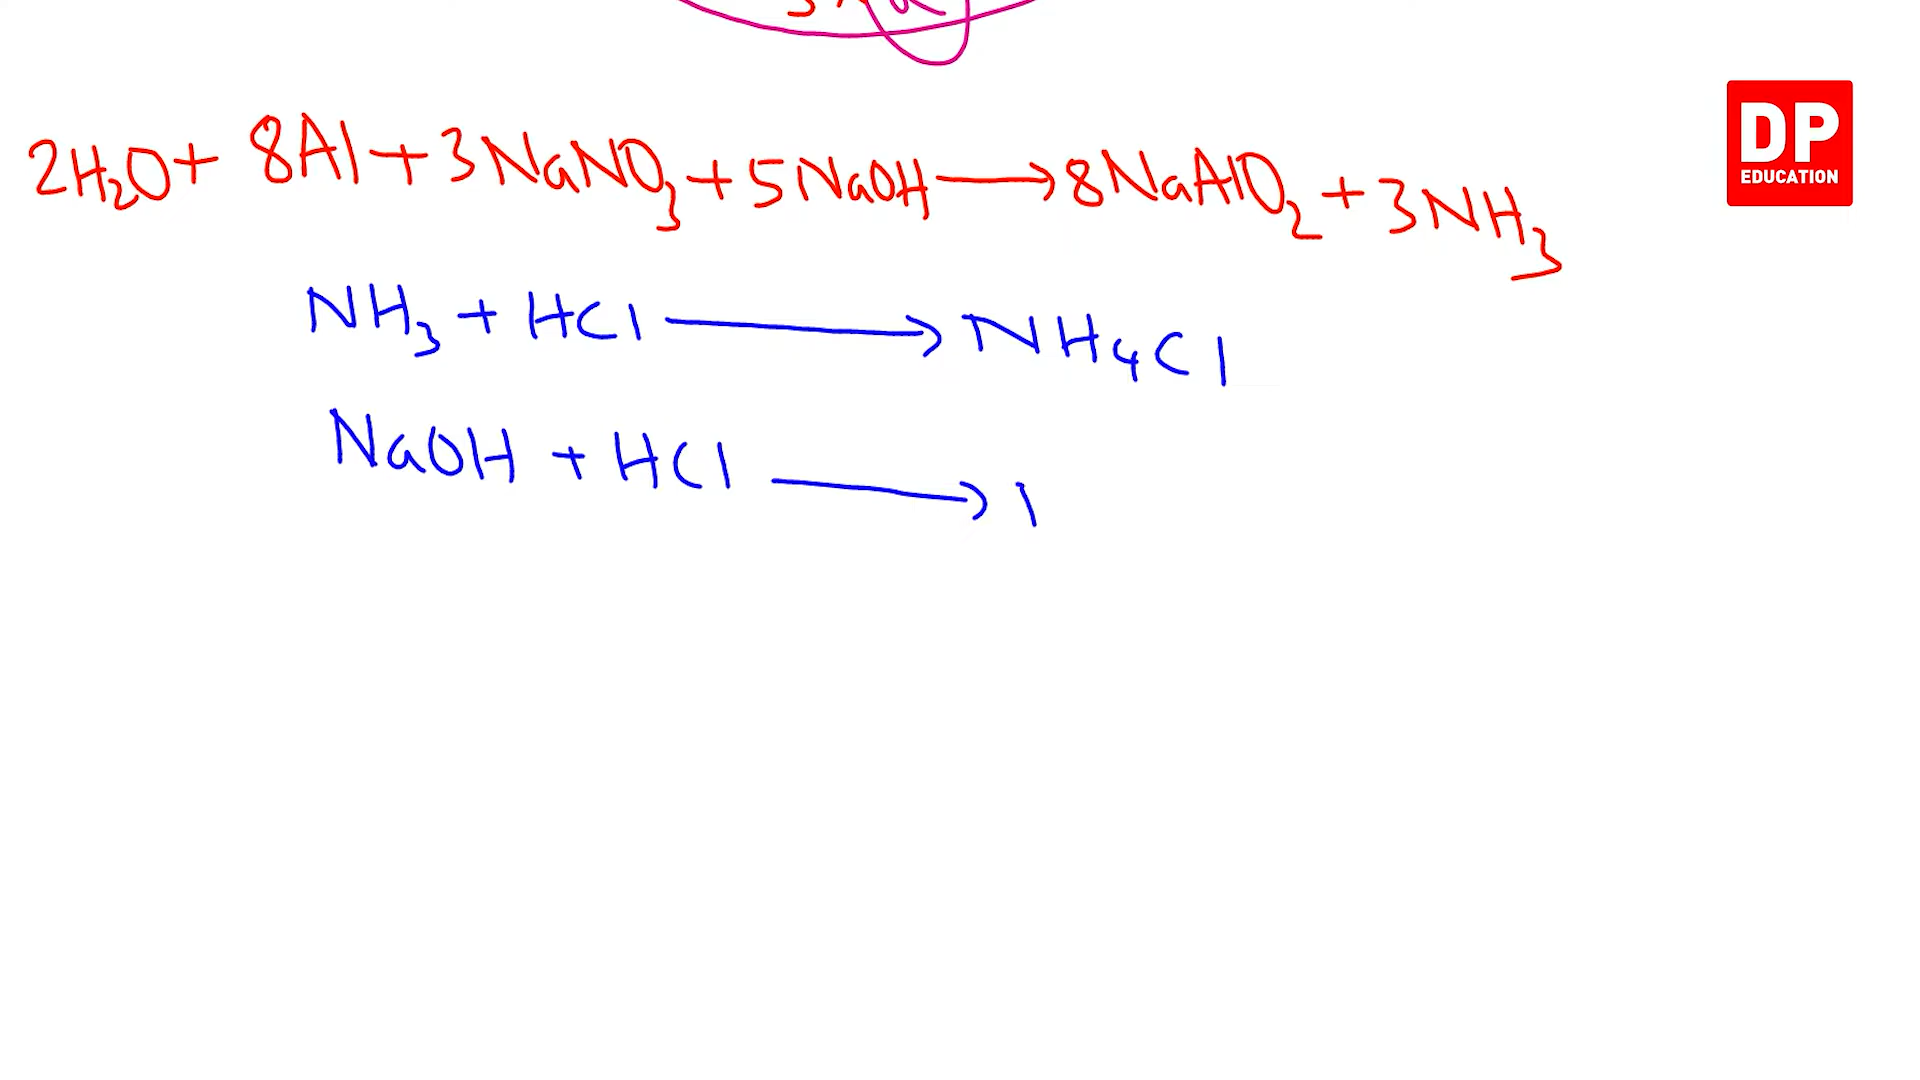 DP
EDUCATION
2H₂O + 8Al + 3NaNO₃ + 5NaOH → 8NaAlO₂ + 3NH₃
NH₃ + HCl → NH₄Cl
NaOH + HCl →